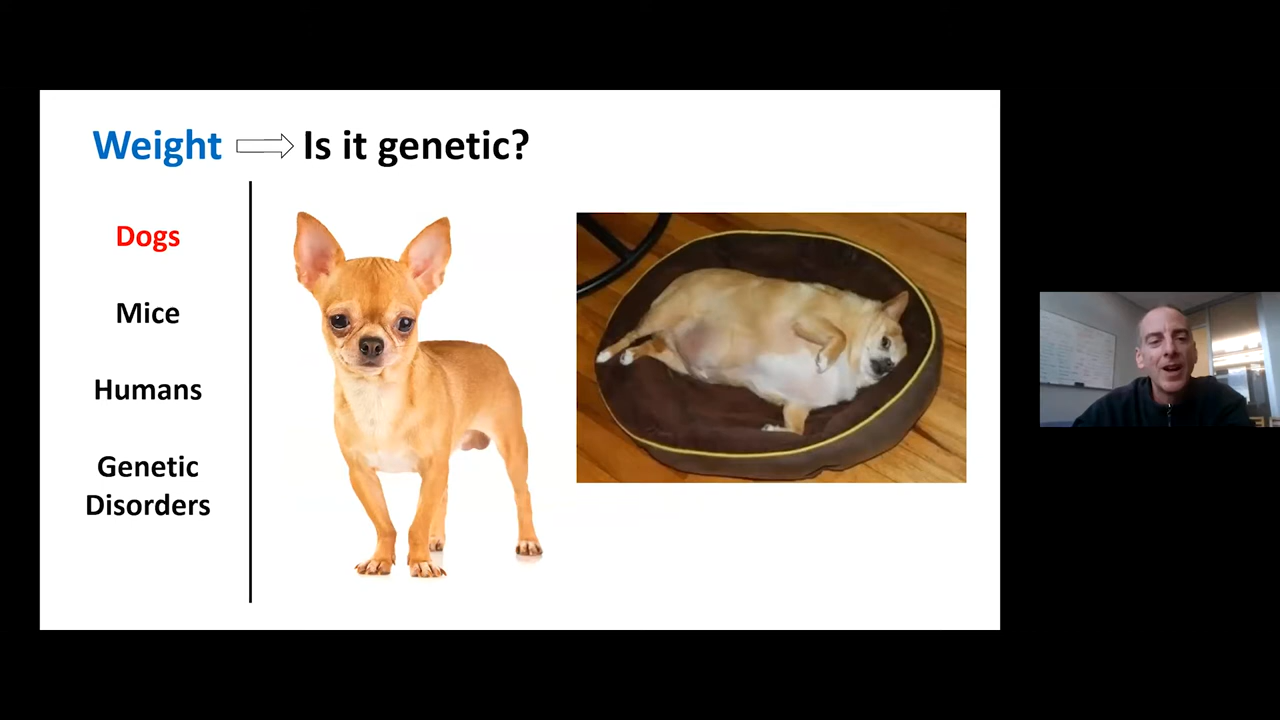 Weight Is it genetic?
Dogs
Mice
Humans
Genetic
Disorders